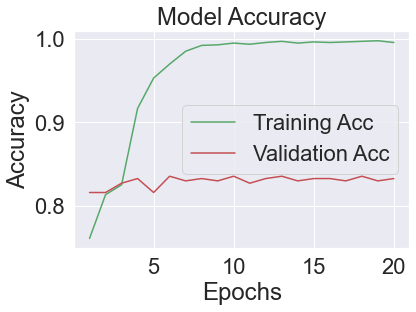 Model Accuracy
1.0
0.9
0.8
Accuracy
Training Acc
Validation Acc
5
10
15
20
Epochs